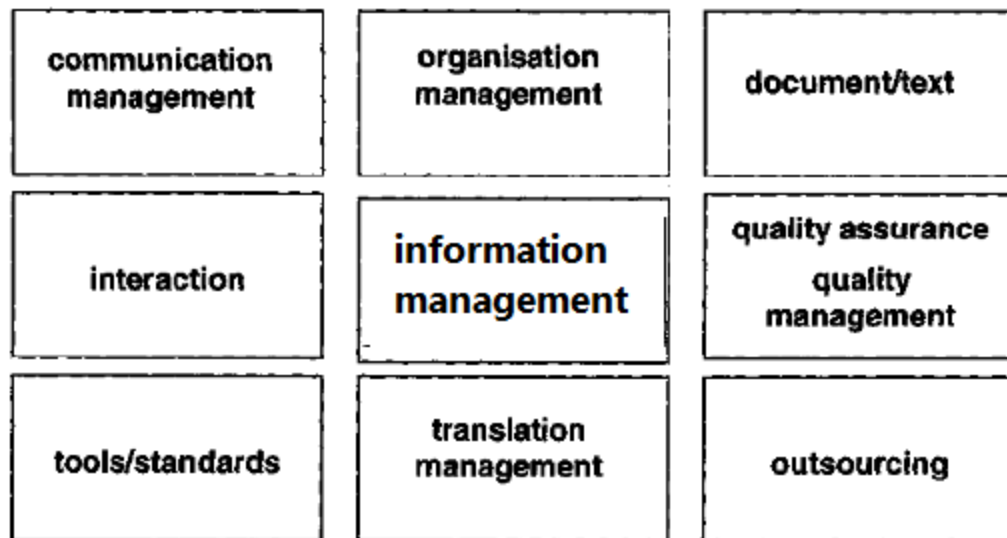 communication
management
organisation
management
document/text
interaction
information
management
quality assurance
quality
management
tools/standards
translation
management
outsourcing